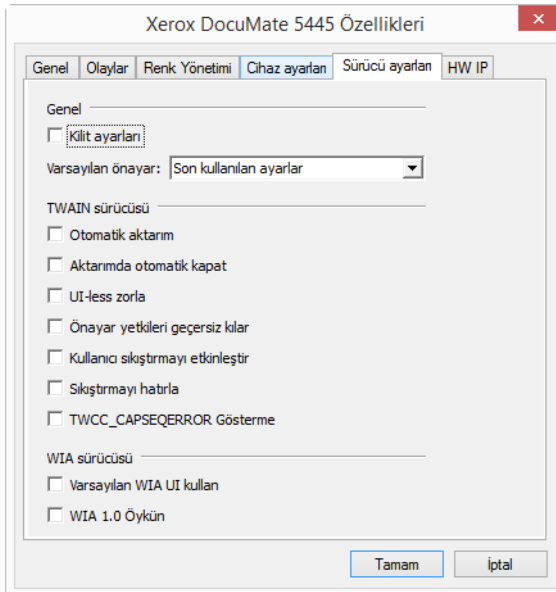 Xerox DocuMate 5445 Özellikleri
Genel Olaylar Renk Yönetimi Cihaz ayarları Sürücü ayarları HW IP
Genel
Kilit ayarları
Varsayılan önayar: Son kullanılan ayarlar
TWAIN sürücüsü
Otomatik aktarım
Aktarımda otomatik kapat
UI-less zorla
Önayar yetkileri geçersiz kılar
Kullanıcı sıkıştırmayı etkinleştir
Sıkıştırmayı hatırla
TWCC_CAPSEQERROR Gösterme
WIA sürücüsü
Varsayılan WIA UI kullan
WIA 1.0 Öykün
Tamam İptal